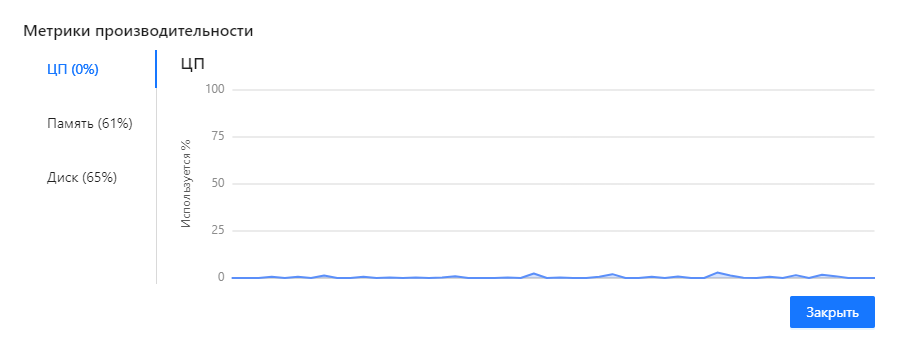 Метрики производительности
ЦП (0%)
Память (61%)
Диск (65%)
ЦП
Используется %
100
75
50
25
0
Закрыть